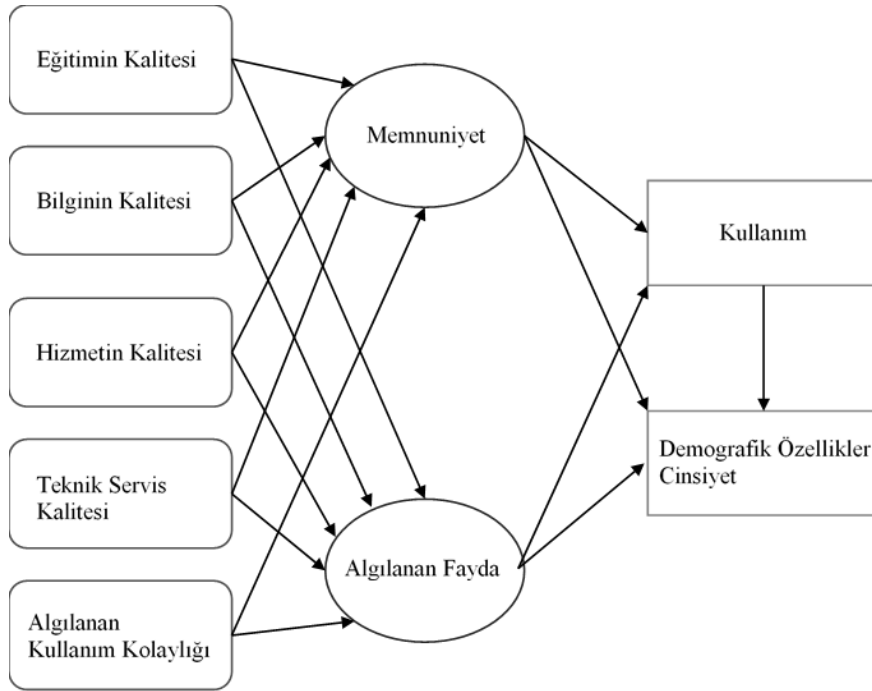 Eğitimin Kalitesi
Bilginin Kalitesi
Hizmetin Kalitesi
Teknik Servis
Kalitesi
Algılanan
Kullanım Kolaylığı
Memnuniyet
Algılanan Fayda
Kullanım
Demografik Özellikler
Cinsiyet